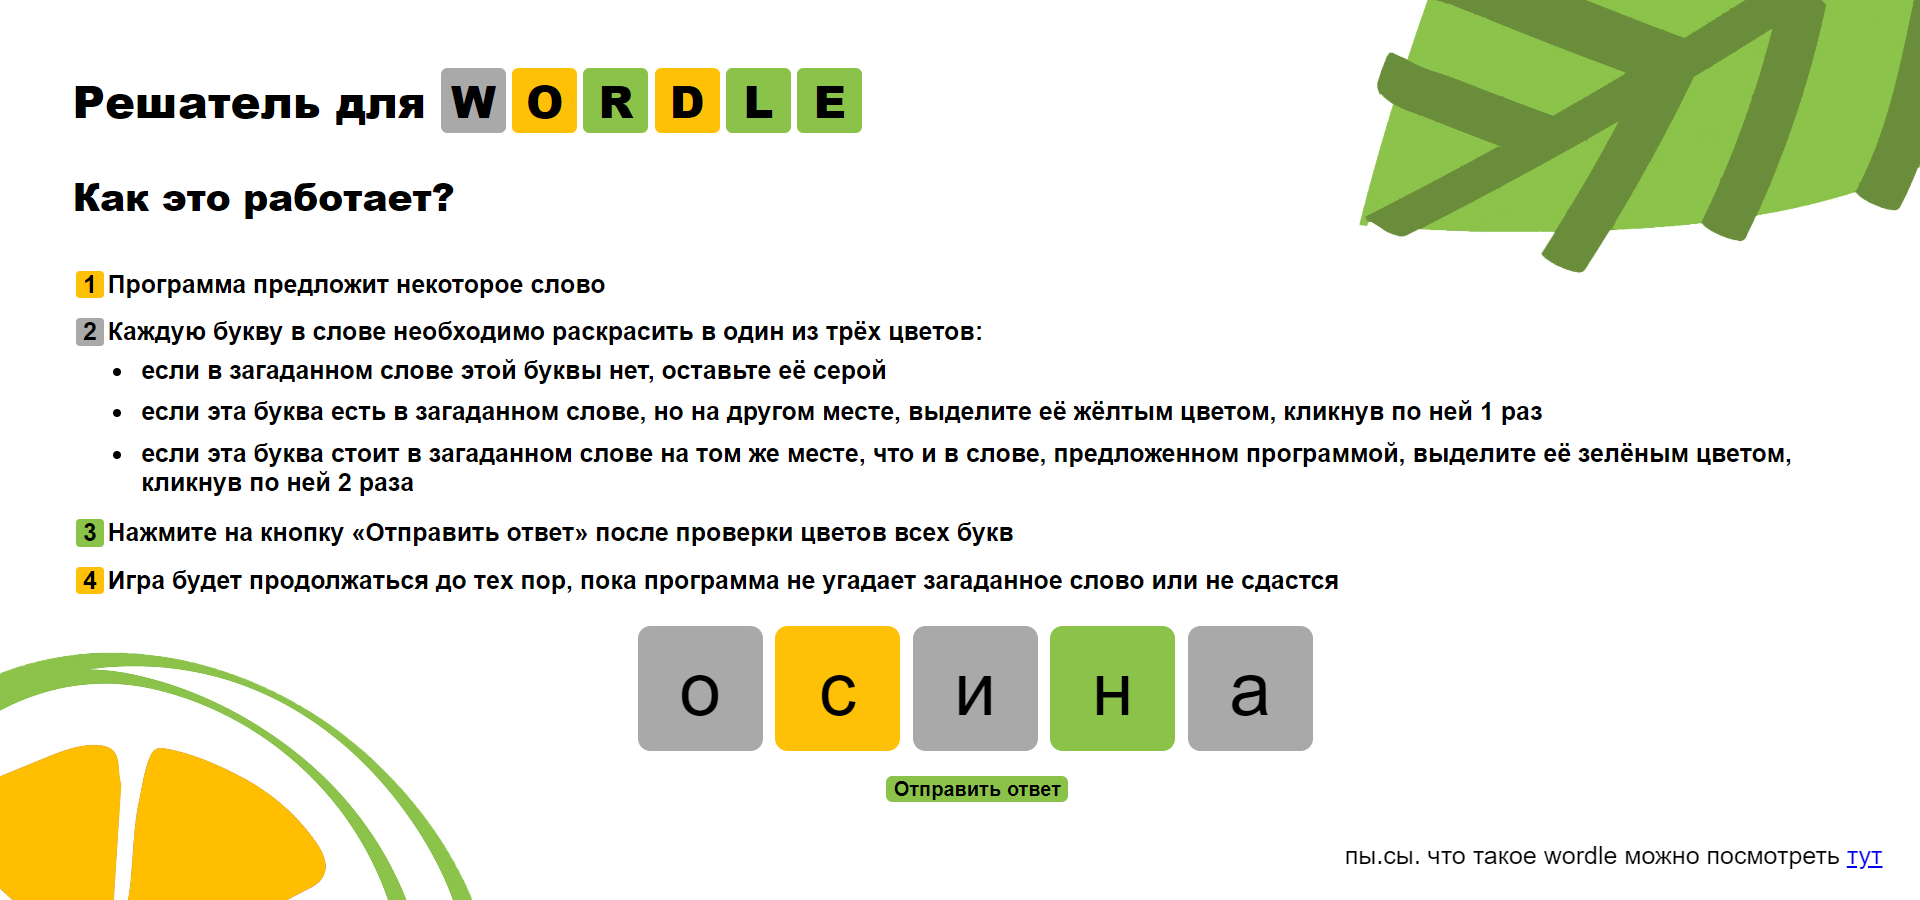 Решатель для WORDLE
Как это работает?
1 Программа предложит некоторое слово
2 Каждую букву в слове необходимо раскрасить в один из трёх цветов:
• если в загаданном слове этой буквы нет, оставьте её серой
• если эта буква есть в загаданном слове, но на другом месте, выделите её жёлтым цветом, кликнув по ней 1 раз
• если эта буква стоит в загаданном слове на том же месте, что и в слове, предложенном программой, выделите её зелёным цветом,
кликнув по ней 2 раза
3 Нажмите на кнопку «Отправить ответ» после проверки цветов всех букв
4 Игра будет продолжаться до тех пор, пока программа не угадает загаданное слово или не сдастся
осина
Отправить ответ
пы.сы. что такое wordle можно посмотреть тут